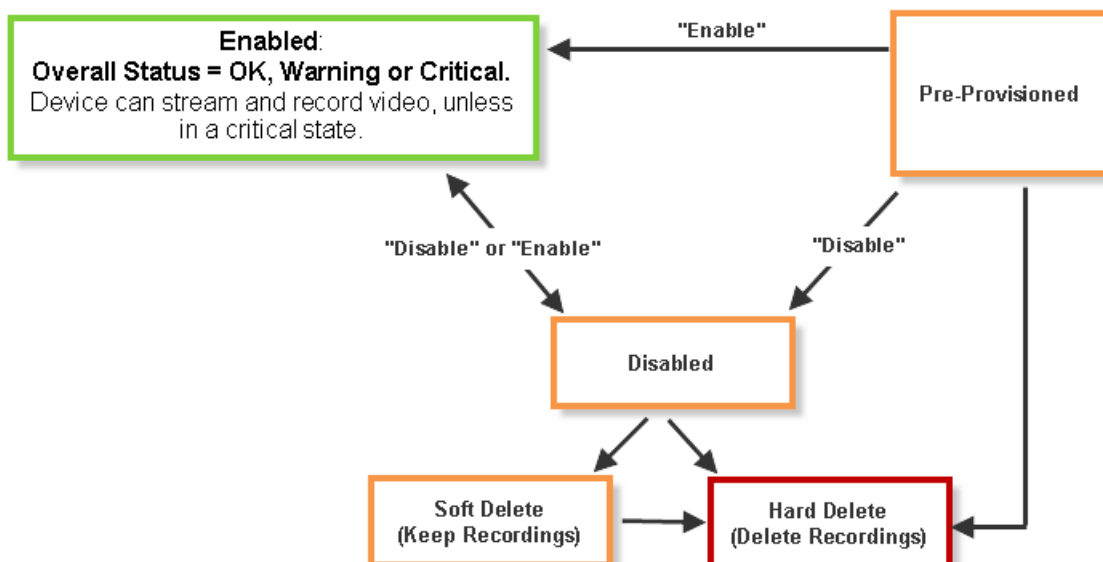 Enabled:
Overall Status = OK, Warning or Critical.
Device can stream and record video, unless
in a critical state.
"Enable"
Pre-Provisioned
"Disable" or "Enable"
"Disable"
Disabled
Soft Delete
(Keep Recordings)
Hard Delete
(Delete Recordings)